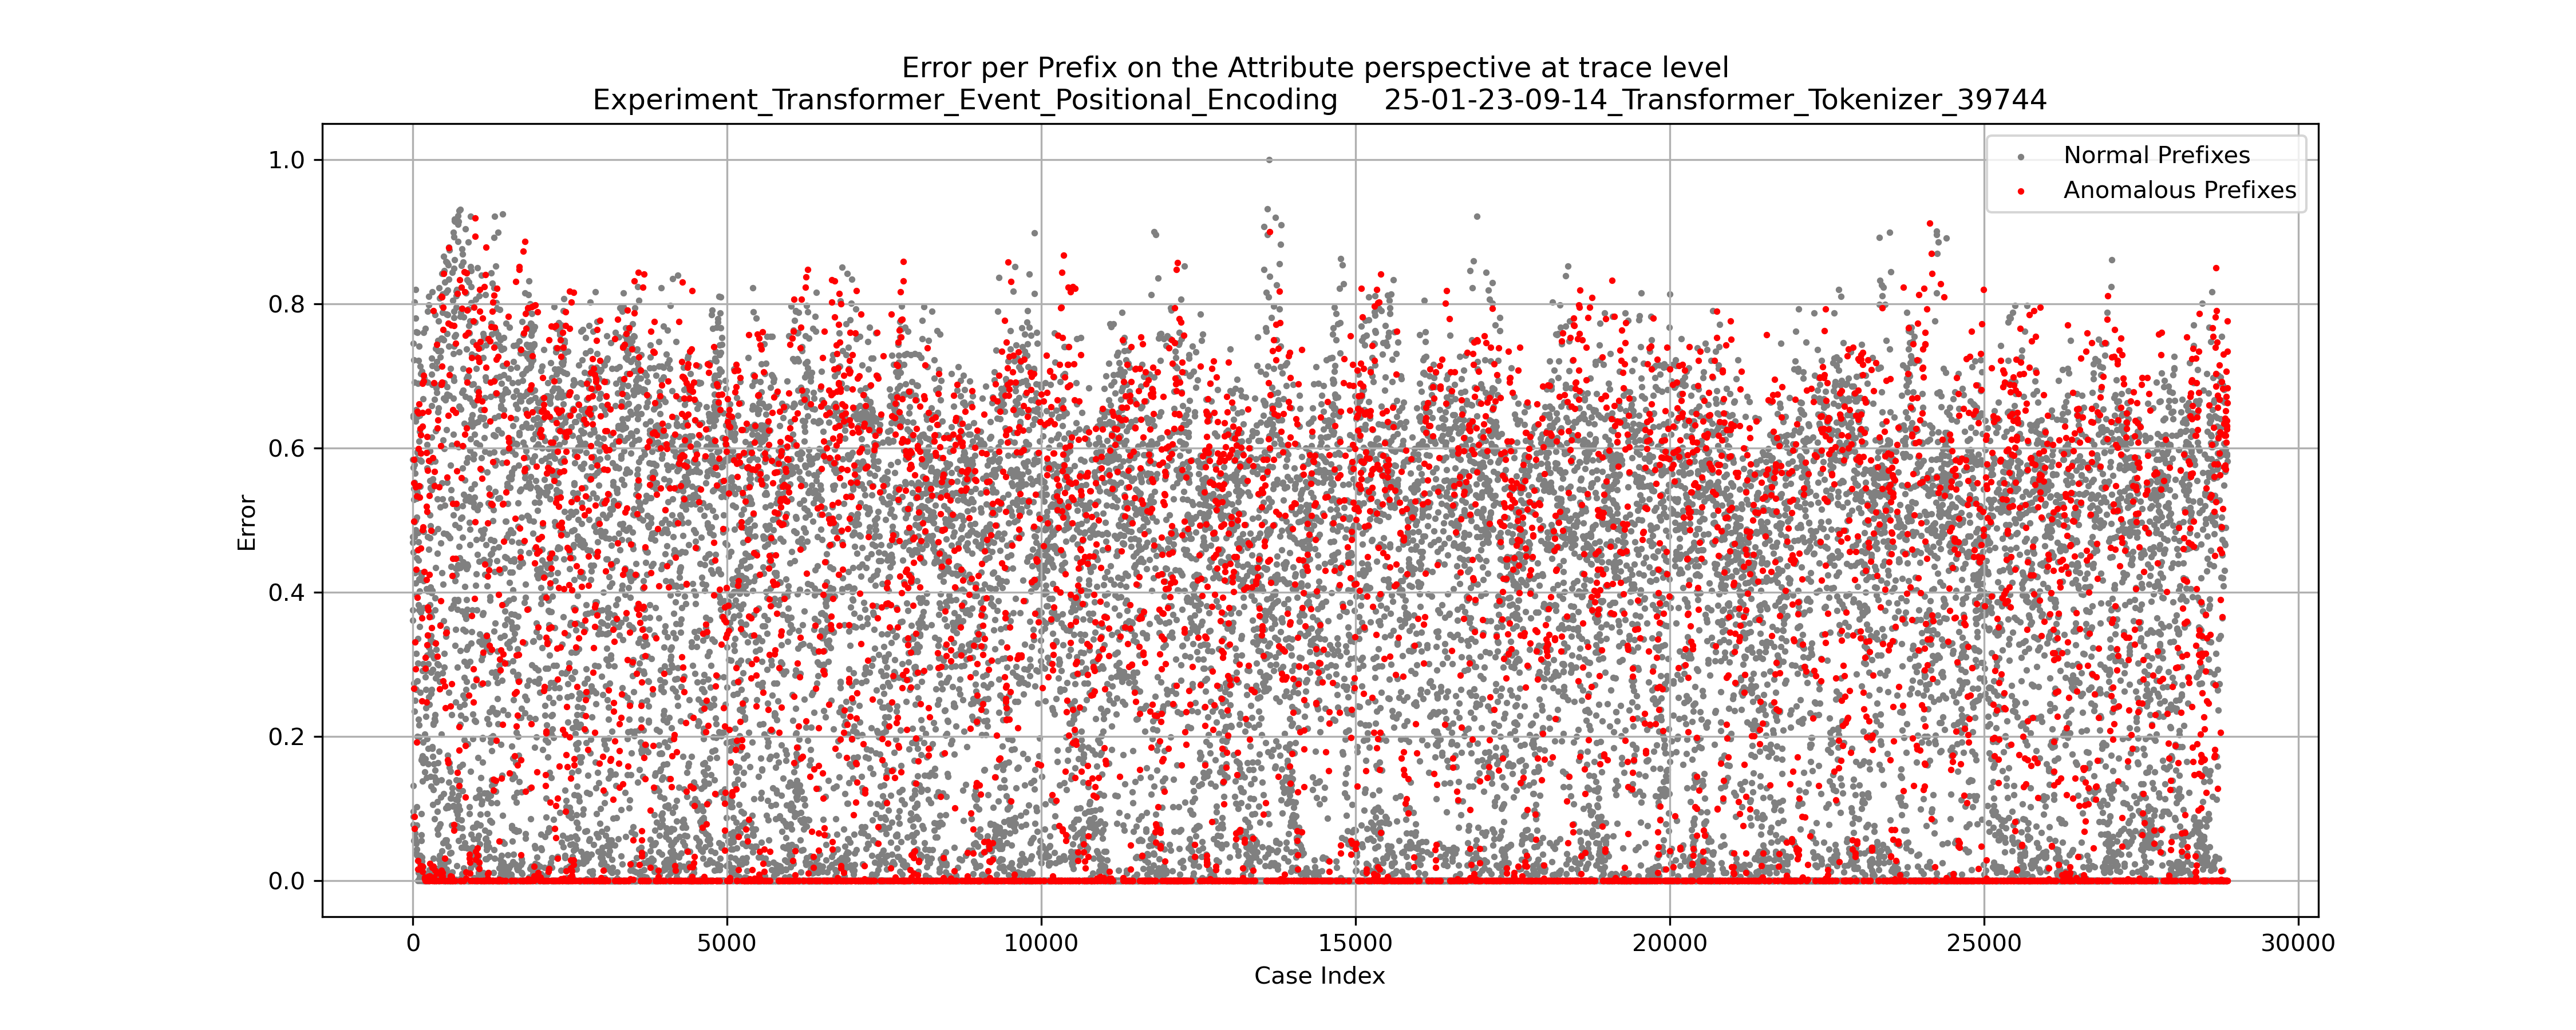 Error per Prefix on the Attribute perspective at trace level
Experiment_Transformer_Event_Positional_Encoding 25-01-23-09-14_Transformer_Tokenizer_39744
Normal Prefixes
Anomalous Prefixes
1.0
0.8
0.6
0.4
0.2
0.0
Error
0 5000 10000 15000 20000 25000 30000
Case Index